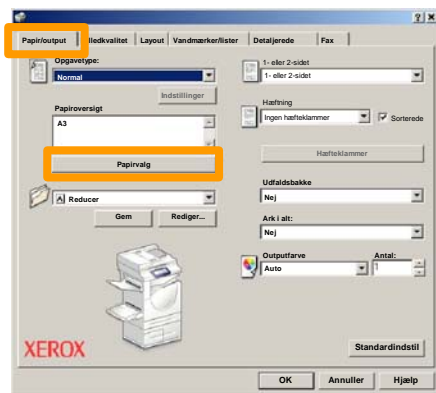 Papir/output Billedkvalitet Layout Vandmærker/lister Detaljerede Fax
Opgavetype:
Normal
Indstillinger
Papiroversigt
A3
Papirvalg
Reducer
Gem Rediger...
XEROX
1- eller 2-sidet
1- eller 2-sidet
Hæftning
Ingen hæfteklammer Sorterede
Hæfteklammer
Udfaldsbakke
Nej
Ark i alt:
Nej
Outputfarve Antal:
Auto 1
Standardindstil
OK Annuller Hjælp